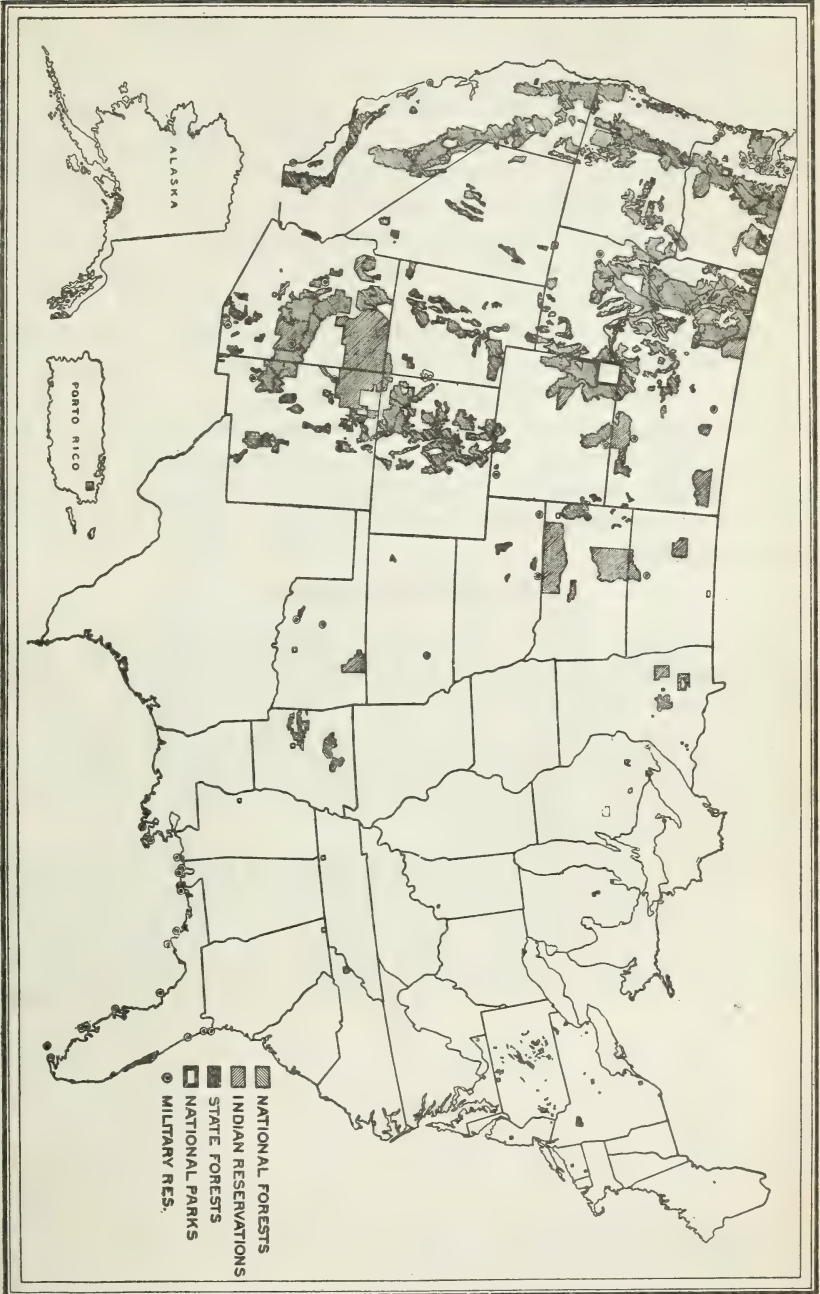 ALASKA
PORTO RICO
NATIONAL FORESTS
INDIAN RESERVATIONS
STATE FORESTS
NATIONAL PARKS
MILITARY RES.